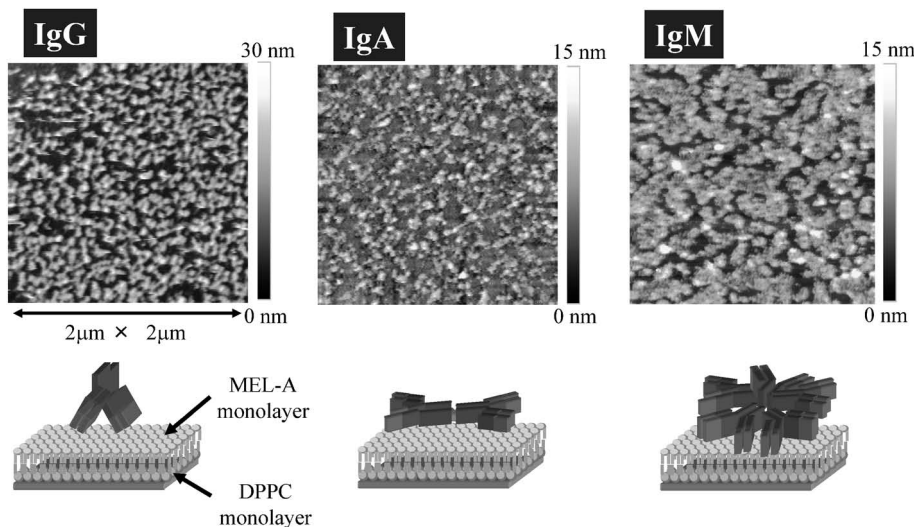 IgG
30 nm
0 nm
2μm × 2μm
IgA
15 nm
0 nm
IgM
15 nm
0 nm
MEL-A
monolayer
DPPC
monolayer